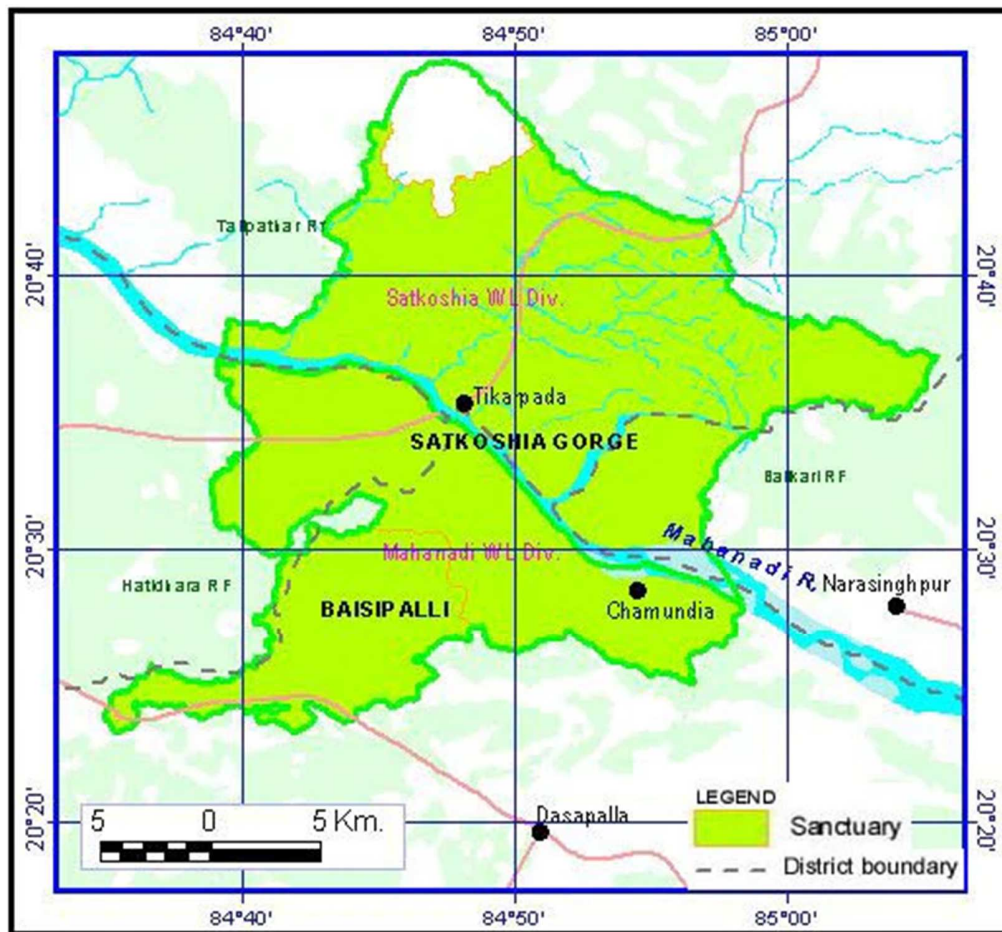 84°40'
84°50'
85°00'
20°40'
20°40'
Satkoshia WL Div.
Tikarpada
SATKOSHIA GORGE
Baikari RF
20°30'
20°30'
Mahanadi R.
Mahanadi WL Div.
Hatidhara RF
Narasinghpur
BAISIPALLI
Chamundia
20°20'
20°20'
5 0 5 Km.
Dasapalla
LEGEND
Sanctuary
District boundary
84°40'
84°50'
85°00'